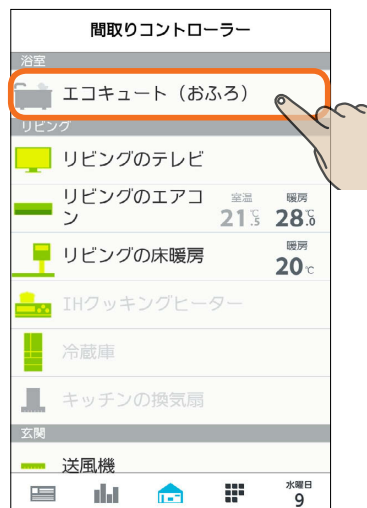 間取りコントローラー
浴室
エコキュート（おふろ）
リビング
リビングのテレビ
リビングのエアコン
室温 暖房
21.5℃ 28.0℃
リビングの床暖房
暖房
20℃
IHクッキングヒーター
冷蔵庫
キッチンの換気扇
玄関
送風機
水曜日
9